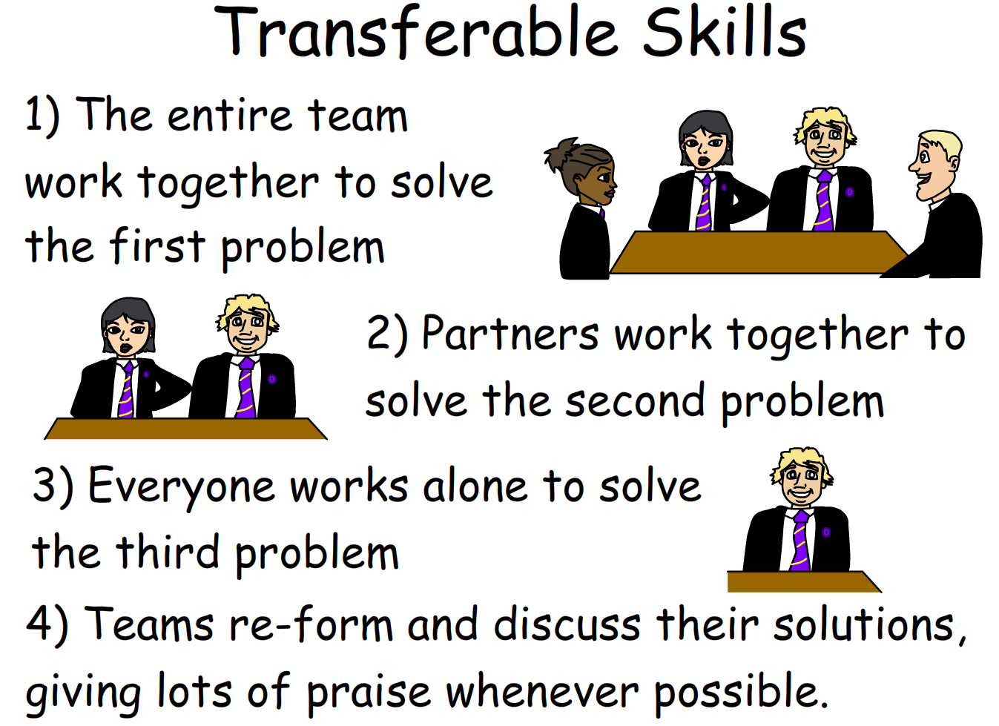 Transferable Skills
1) The entire team
work together to solve
the first problem
2) Partners work together to
solve the second problem
3) Everyone works alone to solve
the third problem
4) Teams re-form and discuss their solutions,
giving lots of praise whenever possible.